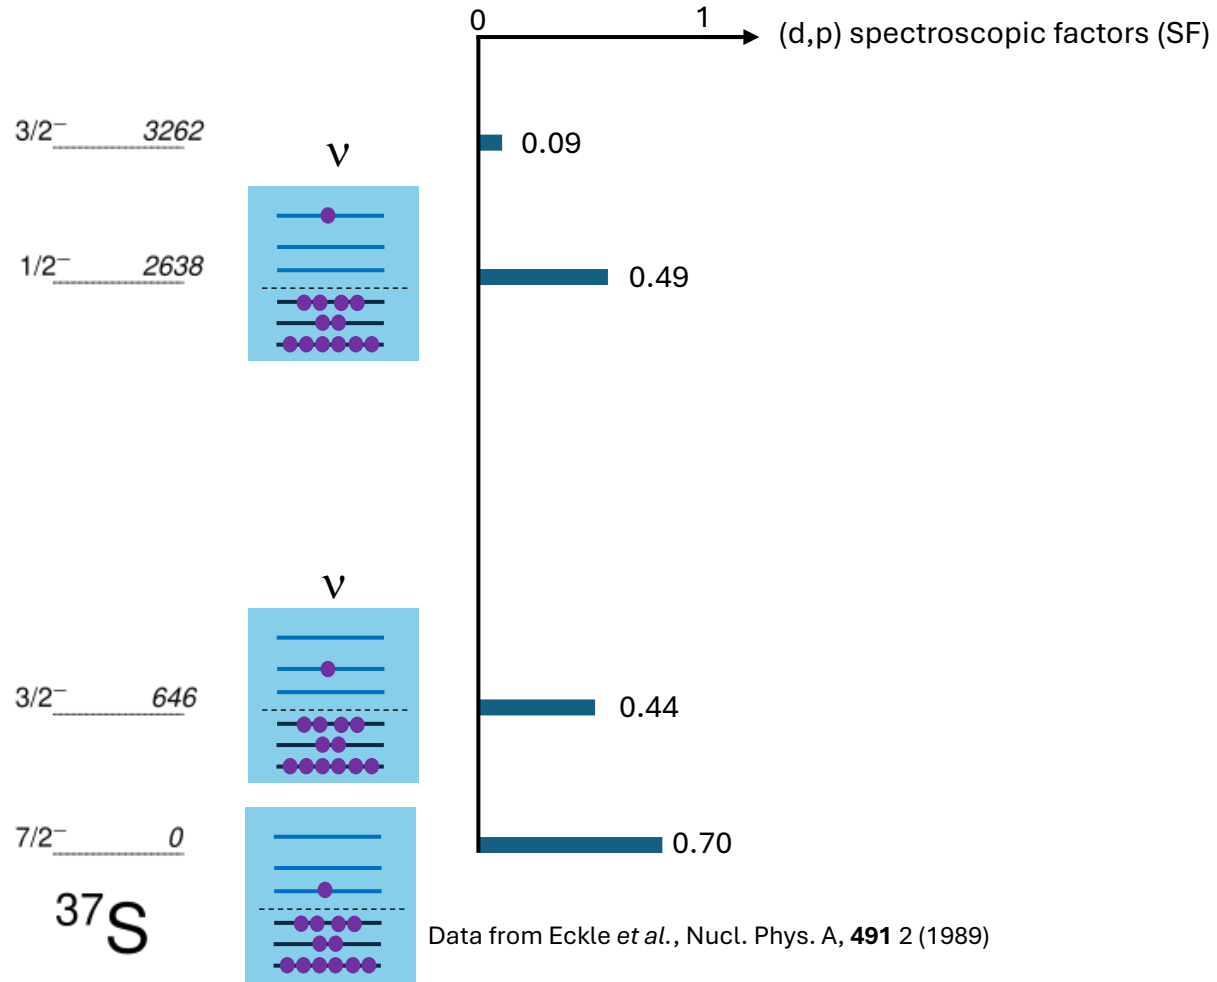 0 1
(d,p) spectroscopic factors (SF)
3/2⁻ 3262
0.09
ν
1/2⁻ 2638
0.49
ν
3/2⁻ 646
0.44
7/2⁻ 0
0.70
³⁷S
Data from Eckle et al., Nucl. Phys. A, 491 2 (1989)